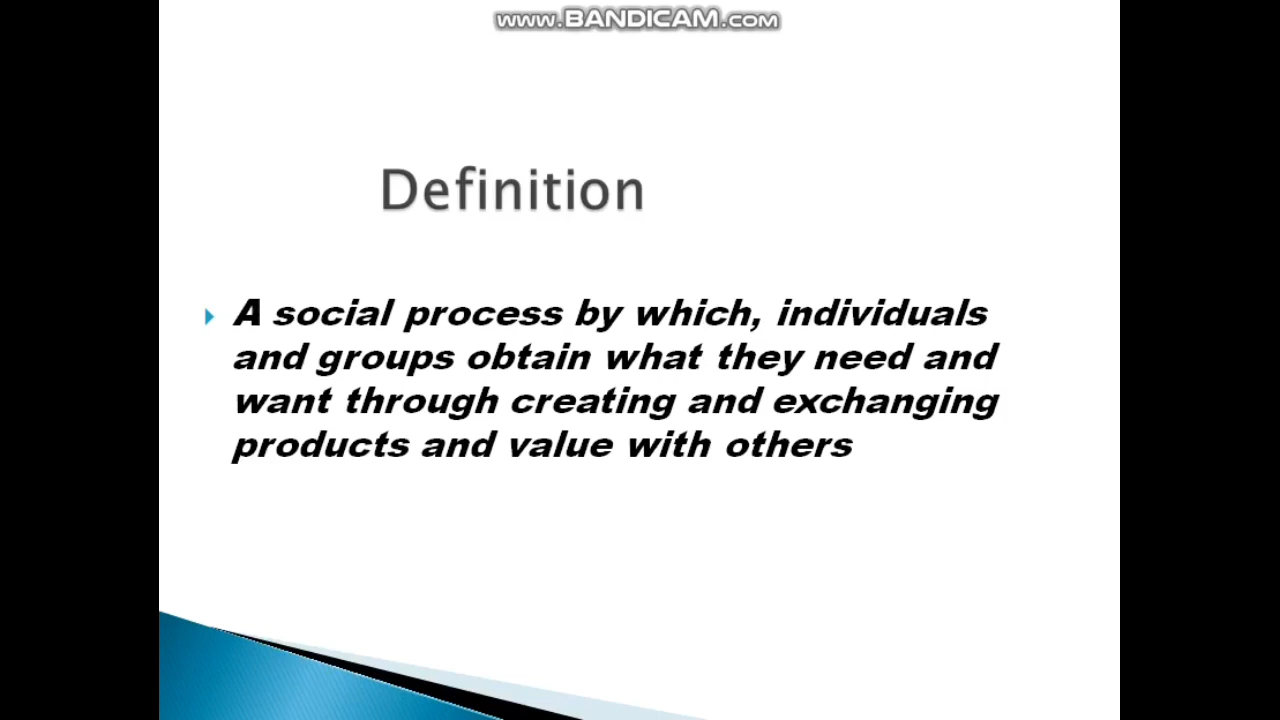 www.BANDICAM.com
Definition
A social process by which, individuals
and groups obtain what they need and
want through creating and exchanging
products and value with others